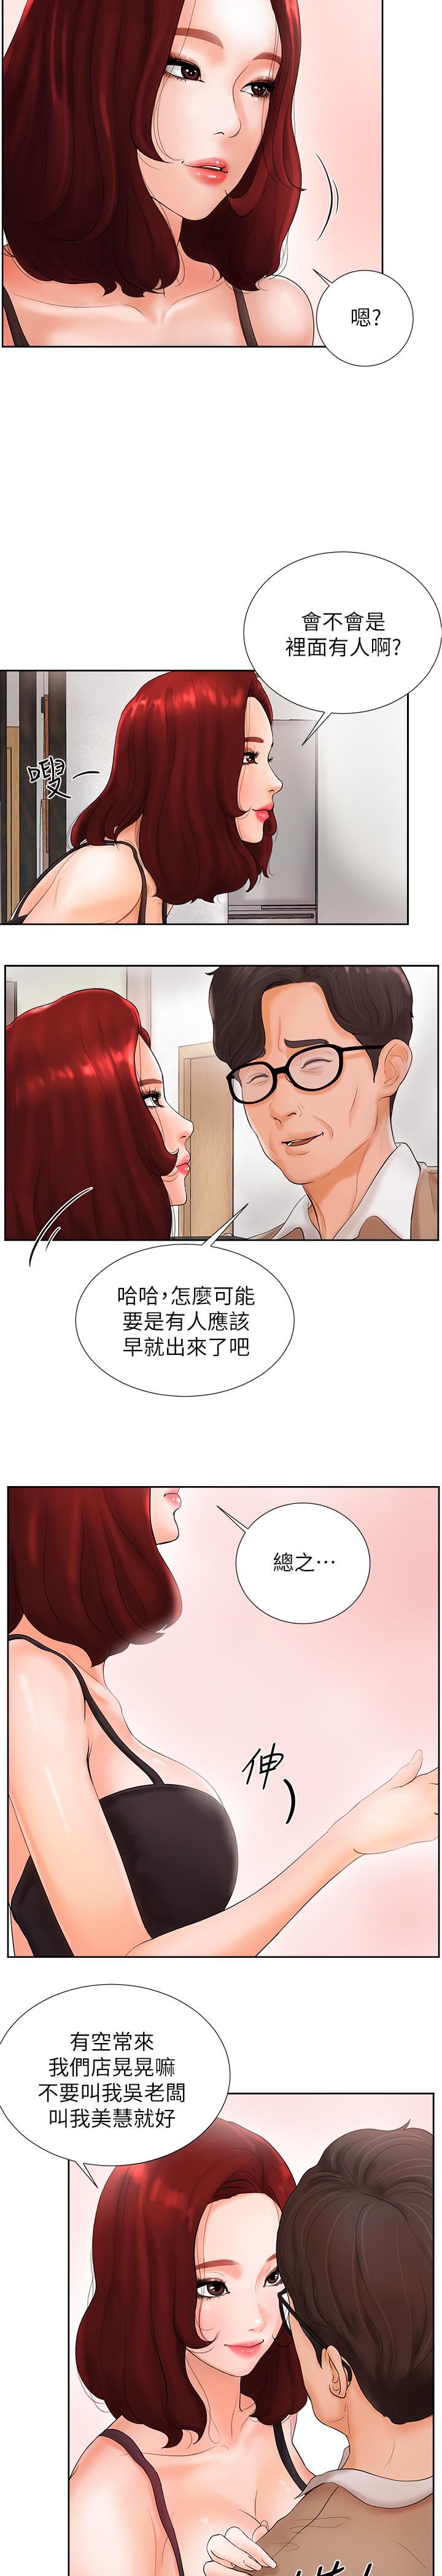 嗯?
會不會是
裡面有人啊?
嗖~
哈哈，怎麼可能
要是有人應該
早就出來了吧
總之…
伸
有空常來
我們店晃晃嘛
不要叫我吳老闆
叫我美慧就好